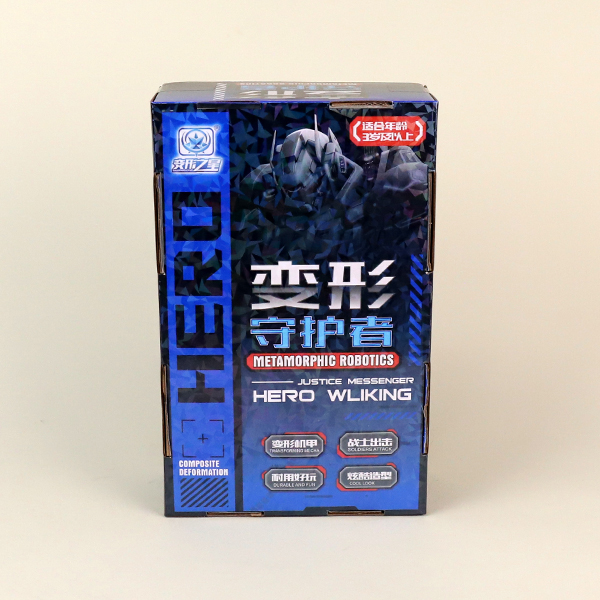 变形之星
适合年龄
3岁及以上
HERO
变形
守护者
METAMORPHIC ROBOTICS
JUSTICE MESSENGER
HERO WLIKING
变形机甲
TRANSFORMING MECHA
战士出击
SOLDIERS ATTACK
耐用好玩
DURABLE AND FUN
炫酷造型
COOL LOOK
COMPOSITE
DEFORMATION